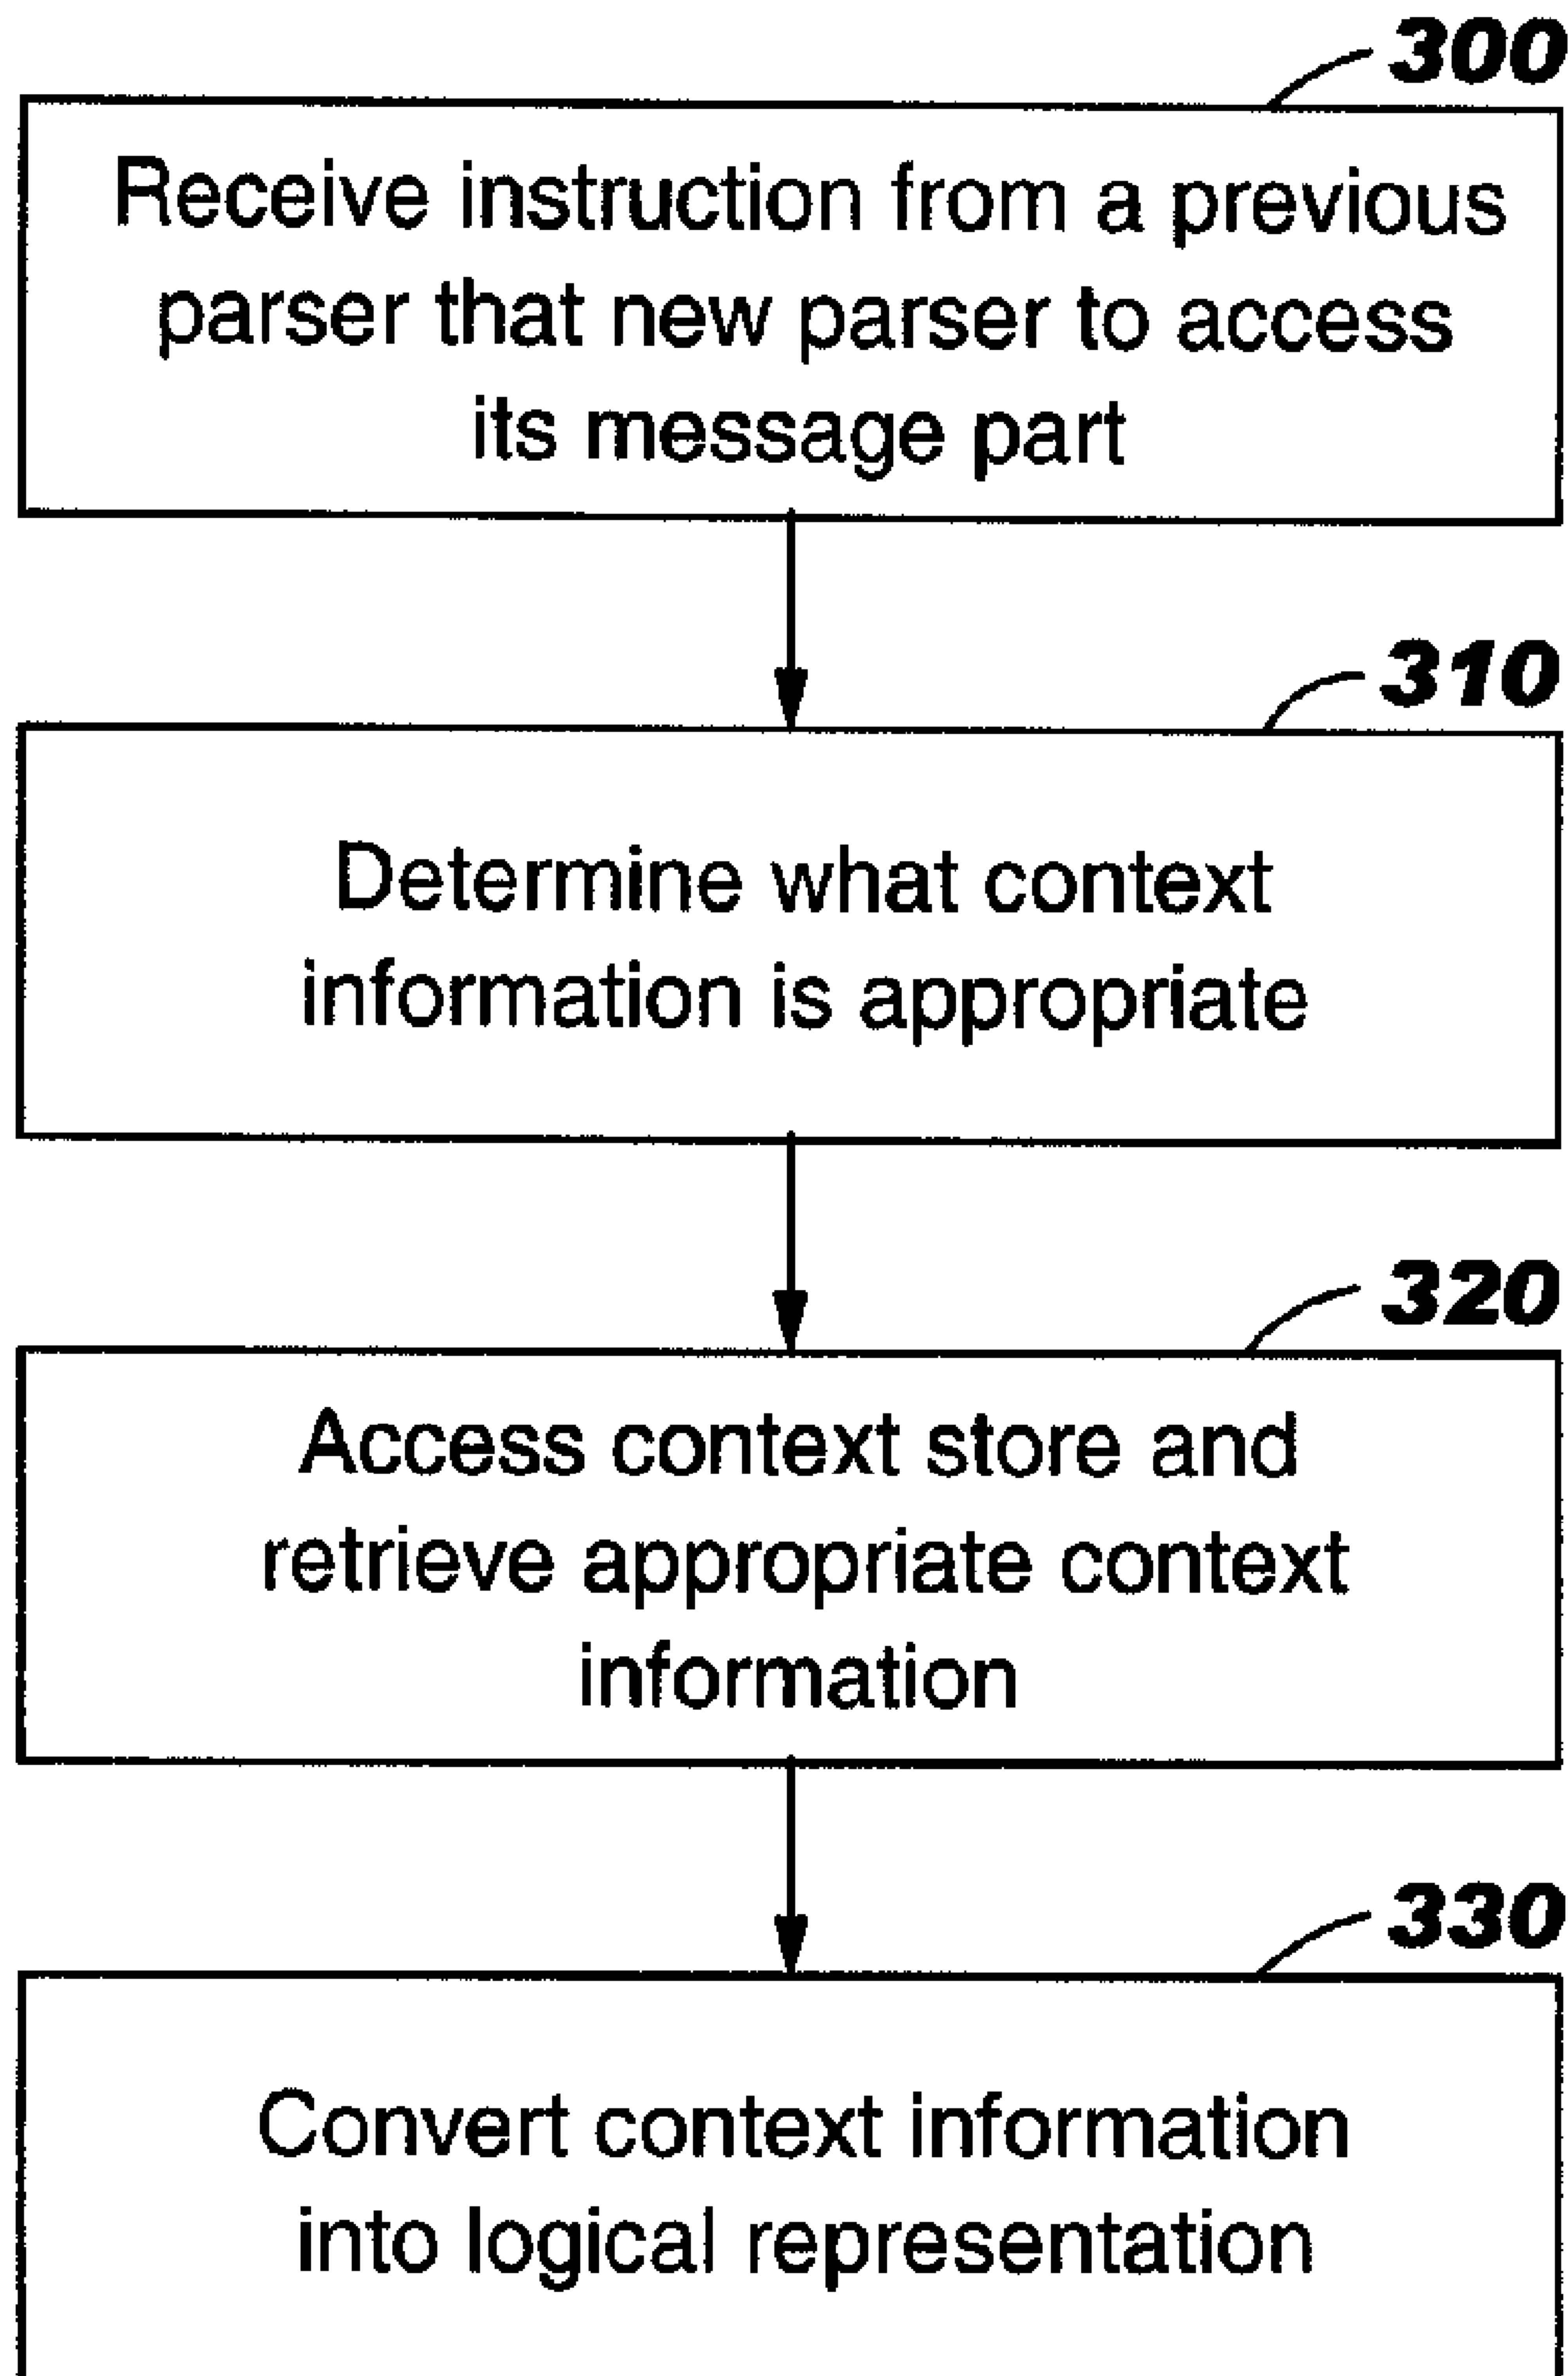 300
Receive instruction from a previous
parser that new parser to access
its message part
310
Determine what context
information is appropriate
320
Access context store and
retrieve appropriate context
information
330
Convert context information
into logical representation